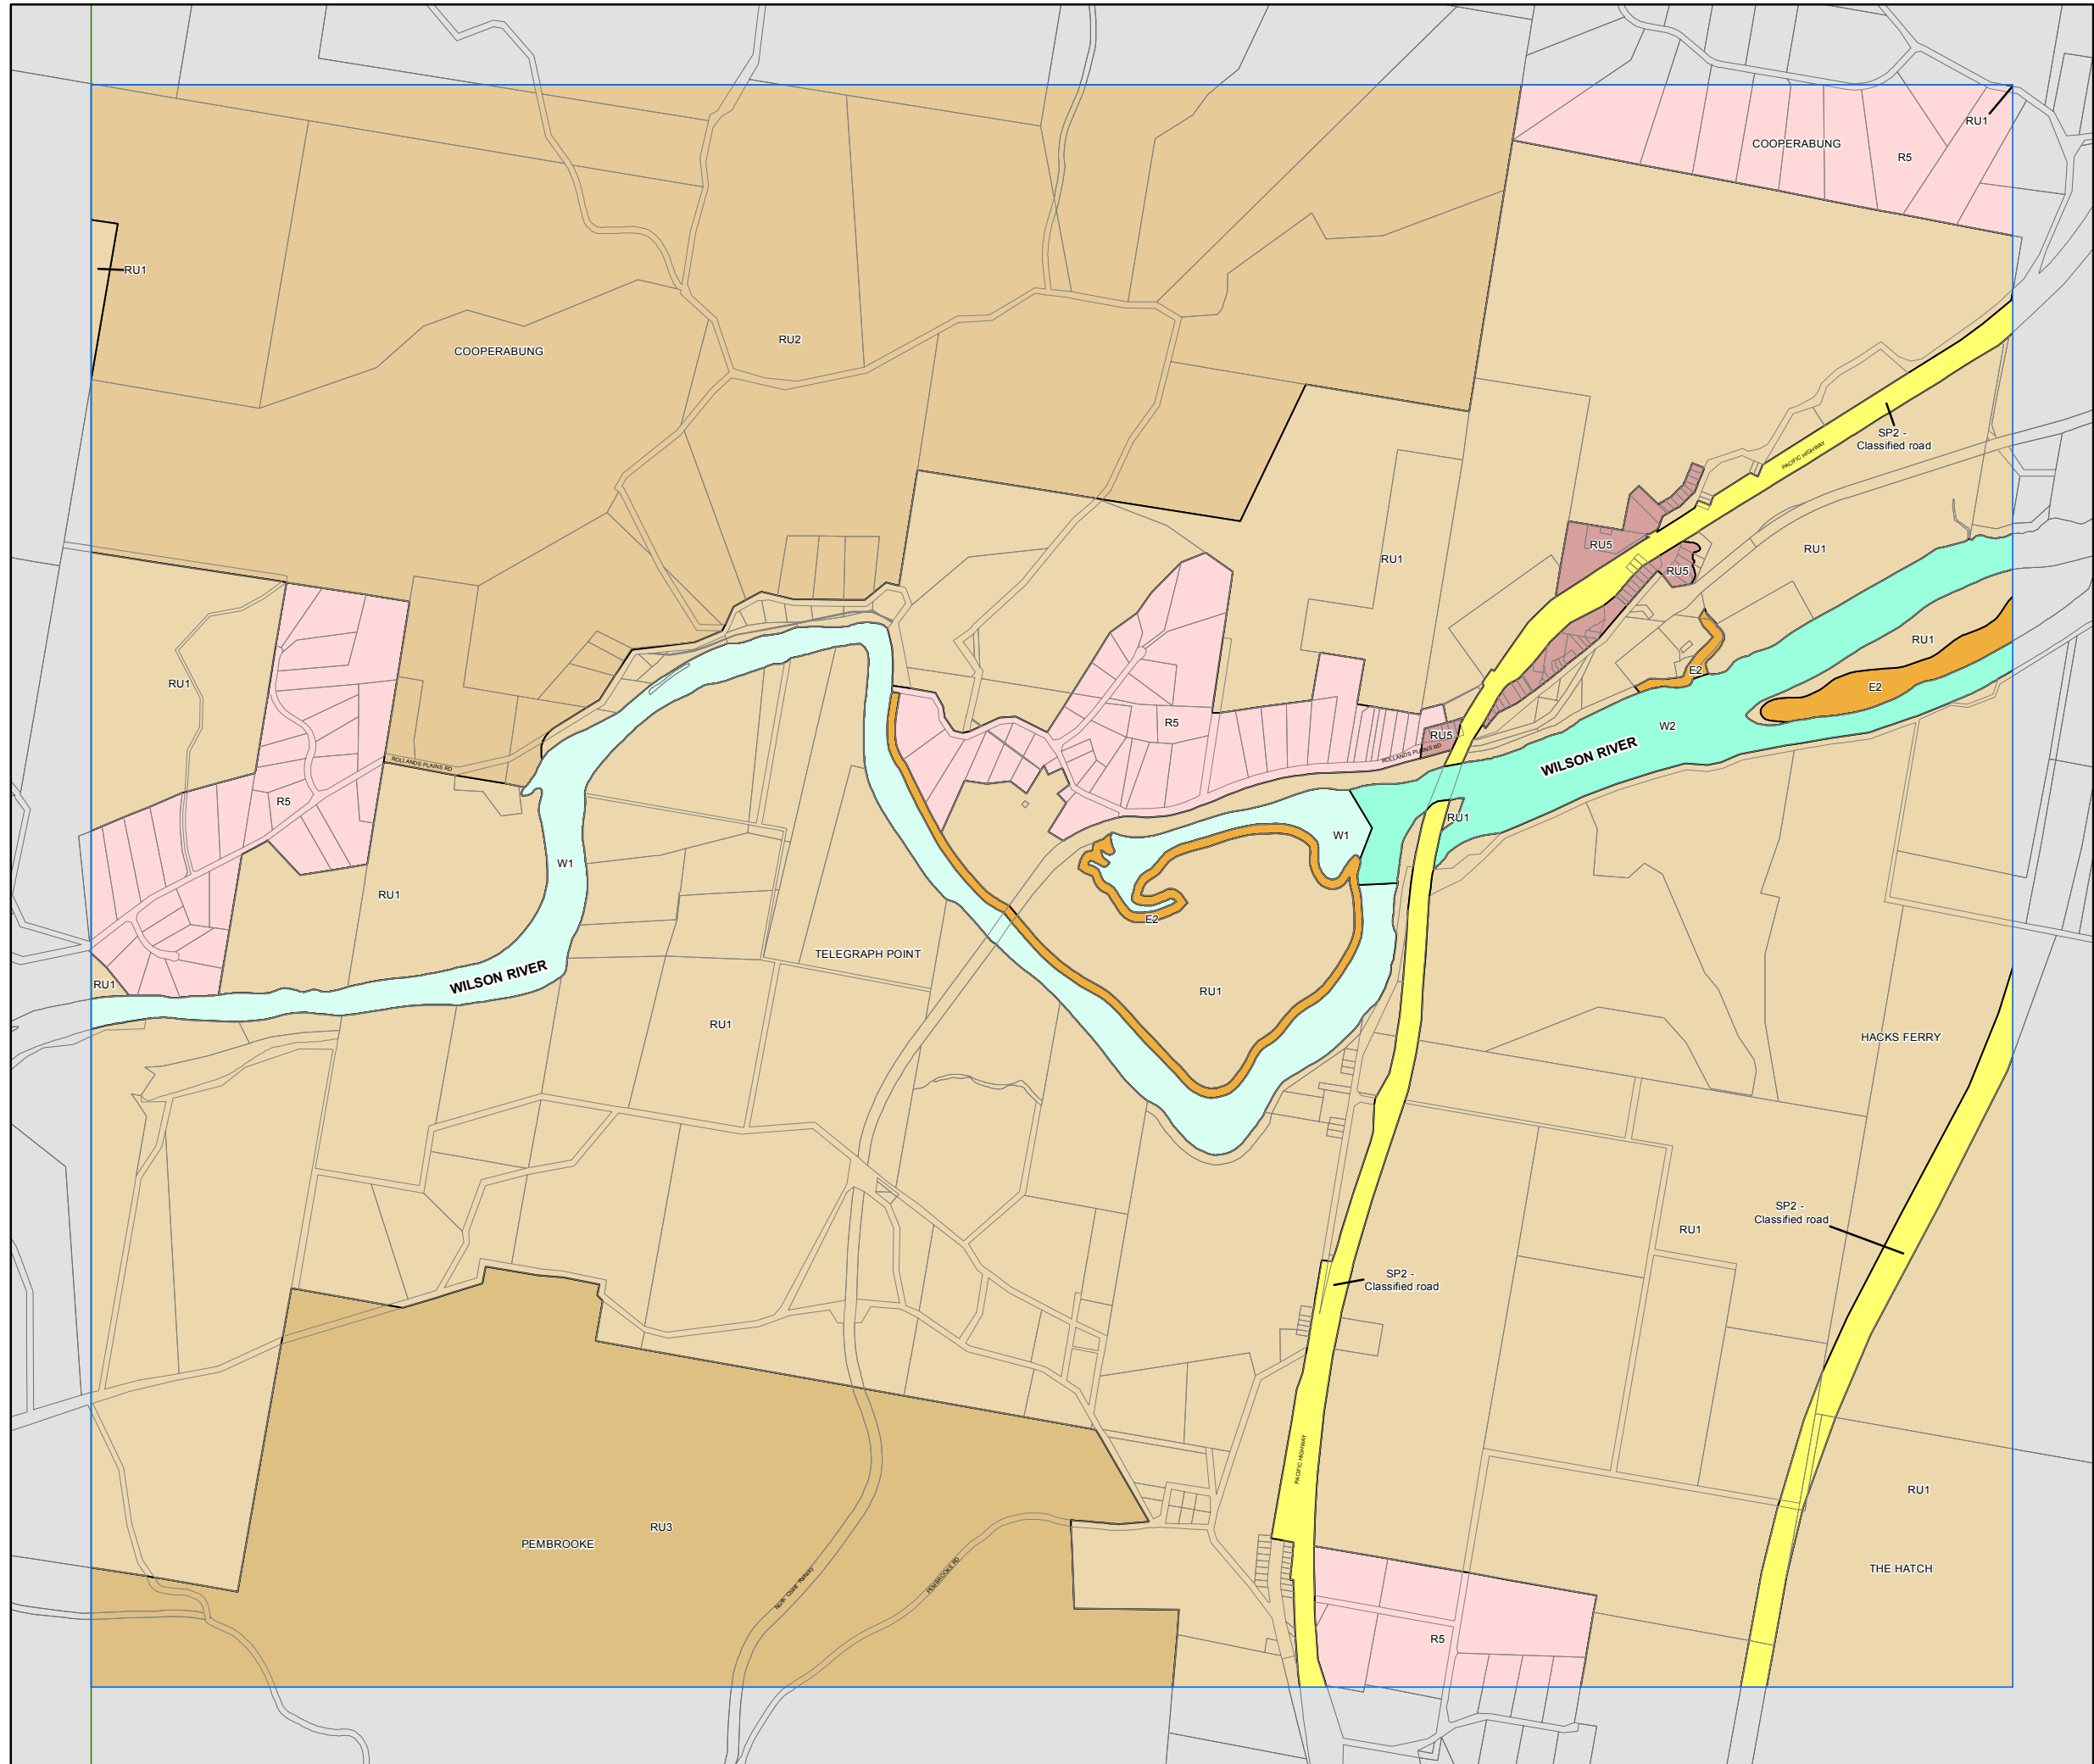 RU1
COOPERABUNG
R5
RU1
RU2
COOPERABUNG
SP2 -
Classified road
PACIFIC HIGHWAY
RU5
RU1
RU1
RU5
RU1
E2
RU1
E2
R5
W2
RU5
WILSON RIVER
ROLLANDS PLAINS RD
ROLLANDS PLAINS RD
R5
RU1
W1
W1
RU1
E2
TELEGRAPH POINT
WILSON RIVER
RU1
RU1
RU1
HACKS FERRY
SP2 -
Classified road
RU1
SP2 -
Classified road
PACIFIC HIGHWAY
RU1
RU3
PEMBROOKE
THE HATCH
North Coast Railway
PEMBROOKE RD
R5